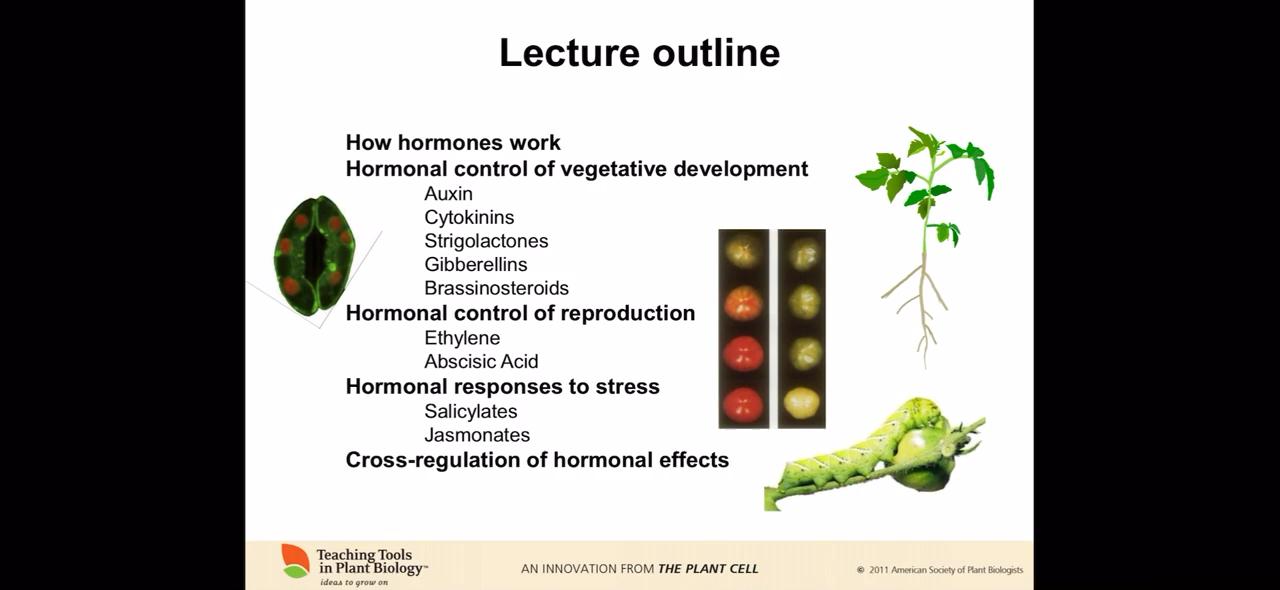 Lecture outline
How hormones work
Hormonal control of vegetative development
Auxin
Cytokinins
Strigolactones
Gibberellins
Brassinosteroids
Hormonal control of reproduction
Ethylene
Abscisic Acid
Hormonal responses to stress
Salicylates
Jasmonates
Cross-regulation of hormonal effects
Teaching Tools
in Plant Biology™
ideas to grow on
AN INNOVATION FROM THE PLANT CELL
© 2011 American Society of Plant Biologists